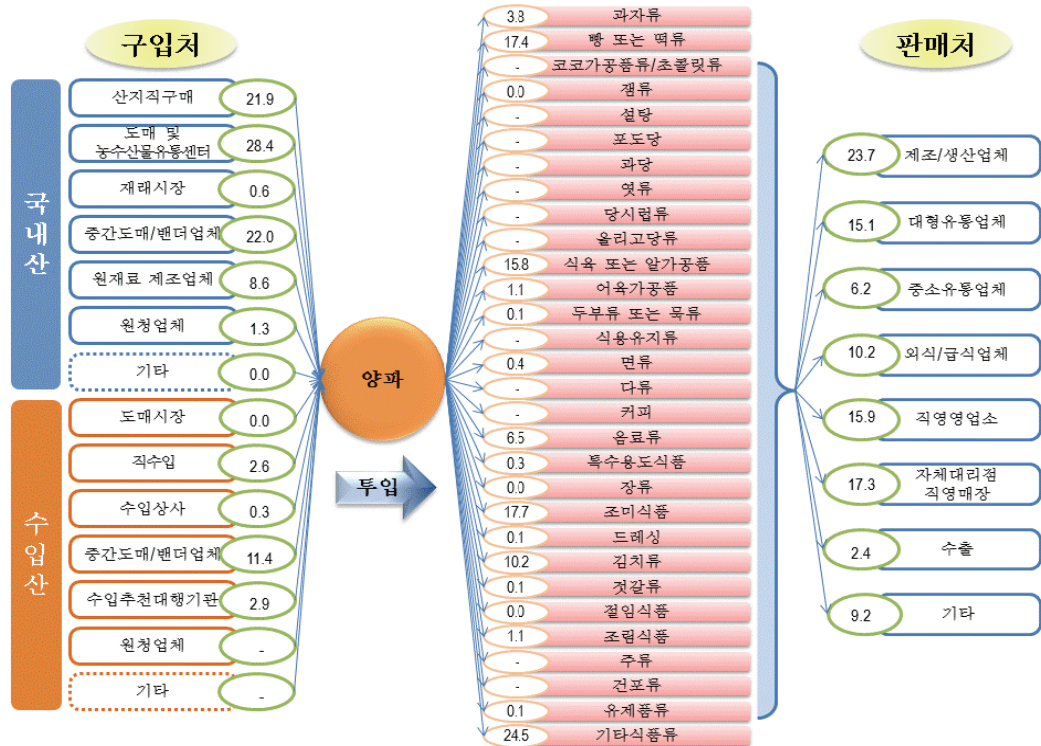 구입처
국내산
산지직구매 21.9
도매 및
농수산물유통센터 28.4
재래시장 0.6
중간도매/밴더업체 22.0
원재료 제조업체 8.6
원청업체 1.3
기타 0.0
수입산
도매시장 0.0
직수입 2.6
수입상사 0.3
중간도매/밴더업체 11.4
수입추천대행기관 2.9
원청업체 -
기타 -
양파
투입
3.8 과자류
17.4 빵 또는 떡류
- 코코가공품류/초콜릿류
0.0 잼류
- 설탕
- 포도당
- 과당
- 엿류
- 당시럽류
- 올리고당류
15.8 식육 또는 알가공품
1.1 어육가공품
0.1 두부류 또는 묵류
- 식용유지류
0.4 면류
- 다류
- 커피
6.5 음료류
0.3 특수용도식품
0.0 장류
17.7 조미식품
0.1 드레싱
10.2 김치류
0.1 젓갈류
0.0 절임식품
1.1 조림식품
- 주류
- 건포류
0.1 유제품류
24.5 기타식품류
판매처
23.7 제조/생산업체
15.1 대형유통업체
6.2 중소유통업체
10.2 외식/급식업체
15.9 직영영업소
17.3 자체대리점
직영매장
2.4 수출
9.2 기타